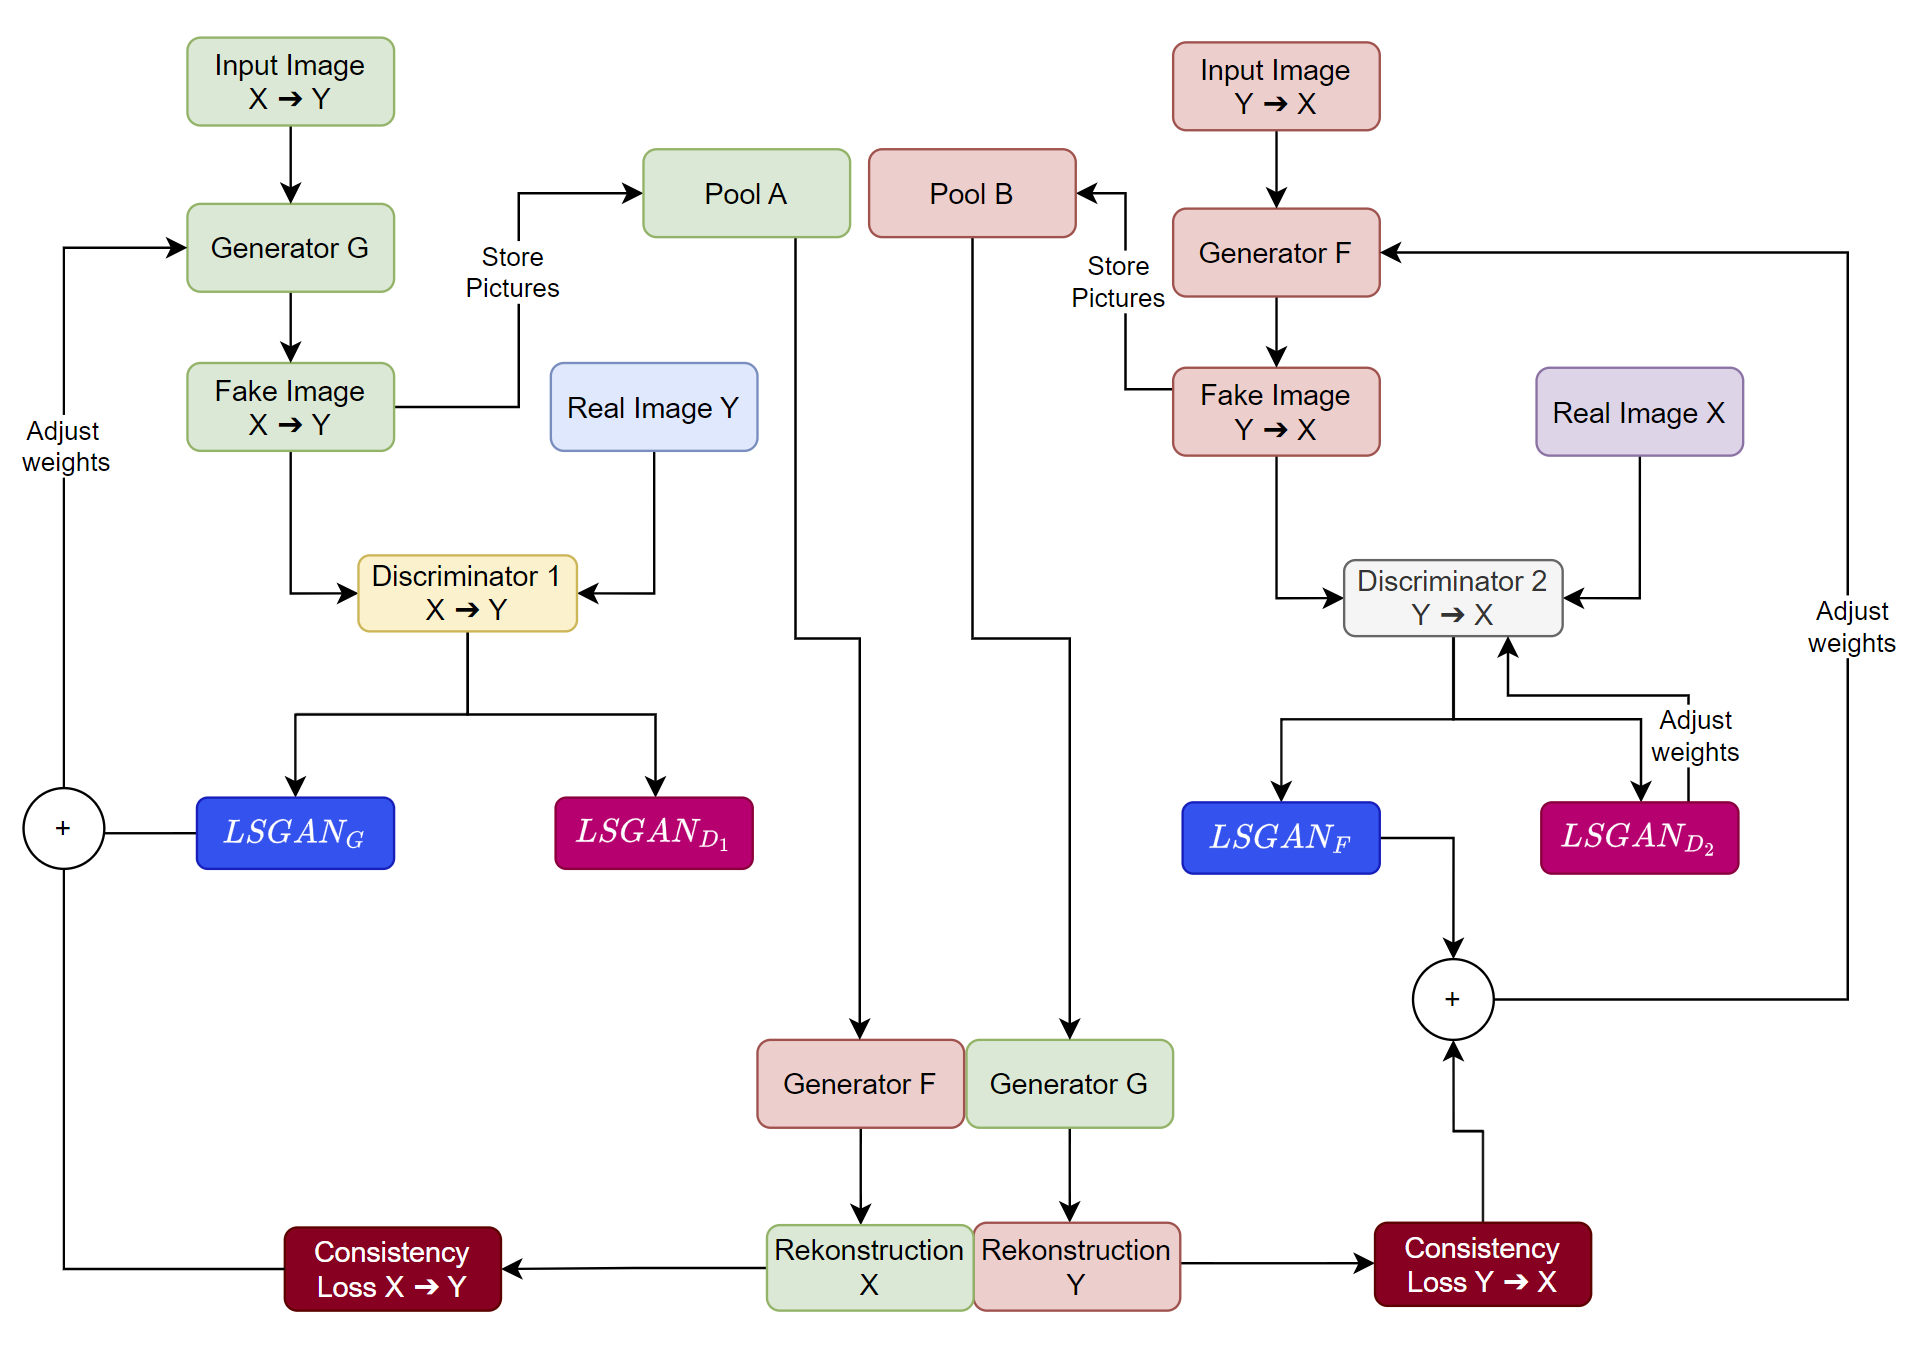 Input Image
X ➔ Y
Input Image
Y ➔ X
Pool A
Pool B
Generator G
Generator F
Store
Pictures
Store
Pictures
Fake Image
X ➔ Y
Real Image Y
Fake Image
Y ➔ X
Real Image X
Adjust
weights
Discriminator 1
X ➔ Y
Discriminator 2
Y ➔ X
Adjust
weights
Adjust
weights
+
LSGAN_G
LSGAN_{D_1}
LSGAN_F
LSGAN_{D_2}
+
Generator F
Generator G
Rekonstruction
X
Rekonstruction
Y
Consistency
Loss X ➔ Y
Consistency
Loss Y ➔ X